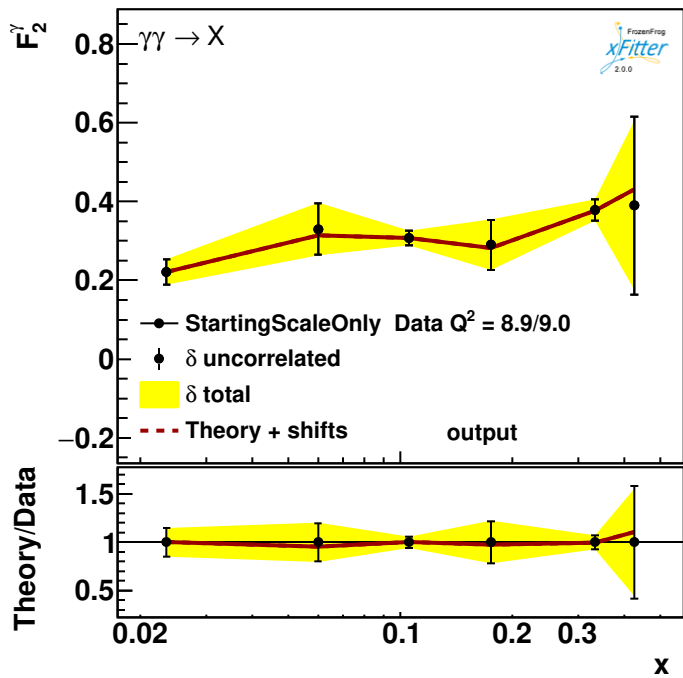 F₂^γ
γγ → X
FrozenFrog
xFitter
2.0.0
0.8
0.6
0.4
0.2
0
−0.2
StartingScaleOnly Data Q² = 8.9/9.0
δ uncorrelated
δ total
Theory + shifts
output
Theory/Data
1.5
1
0.5
0.02
0.1
0.2
0.3
x